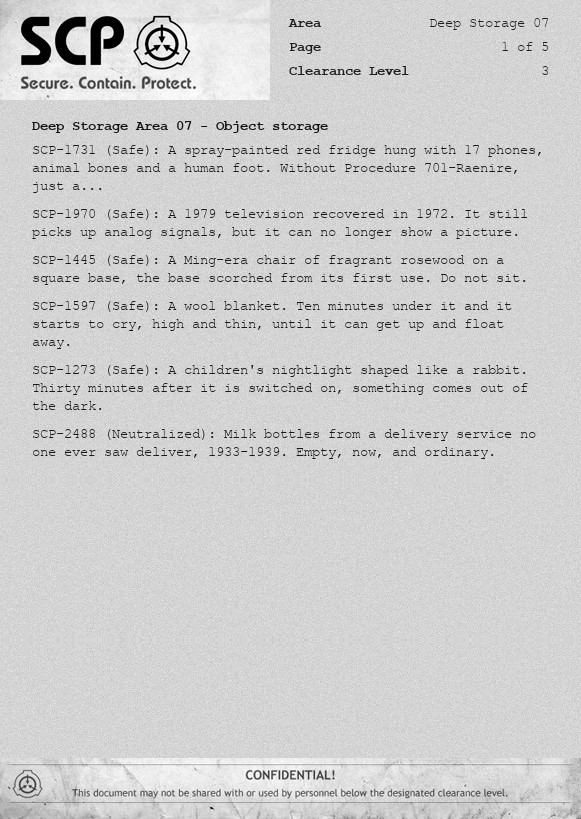 SCP
Secure. Contain. Protect.
Area Deep Storage 07
Page 1 of 5
Clearance Level 3
Deep Storage Area 07 - Object storage
SCP-1731 (Safe): A spray-painted red fridge hung with 17 phones,
animal bones and a human foot. Without Procedure 701-Raenire,
just a...
SCP-1970 (Safe): A 1979 television recovered in 1972. It still
picks up analog signals, but it can no longer show a picture.
SCP-1445 (Safe): A Ming-era chair of fragrant rosewood on a
square base, the base scorched from its first use. Do not sit.
SCP-1597 (Safe): A wool blanket. Ten minutes under it and it
starts to cry, high and thin, until it can get up and float
away.
SCP-1273 (Safe): A children's nightlight shaped like a rabbit.
Thirty minutes after it is switched on, something comes out of
the dark.
SCP-2488 (Neutralized): Milk bottles from a delivery service no
one ever saw deliver, 1933-1939. Empty, now, and ordinary.
CONFIDENTIAL!
This document may not be shared with or used by personnel below the designated clearance level.